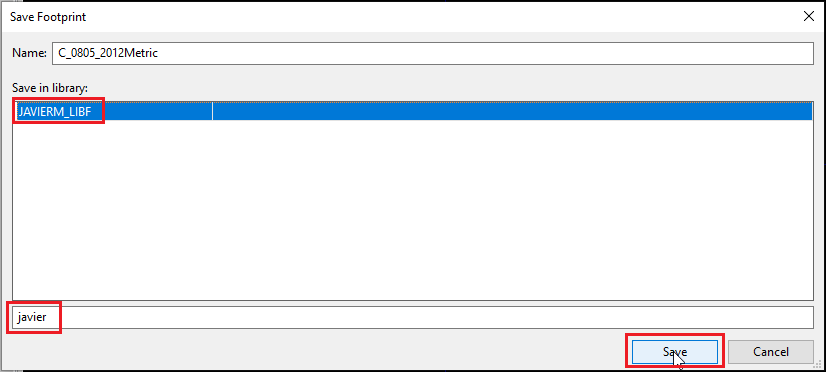 Save Footprint
Name: C_0805_2012Metric
Save in library:
JAVIERM_LIBF
javier
Save Cancel